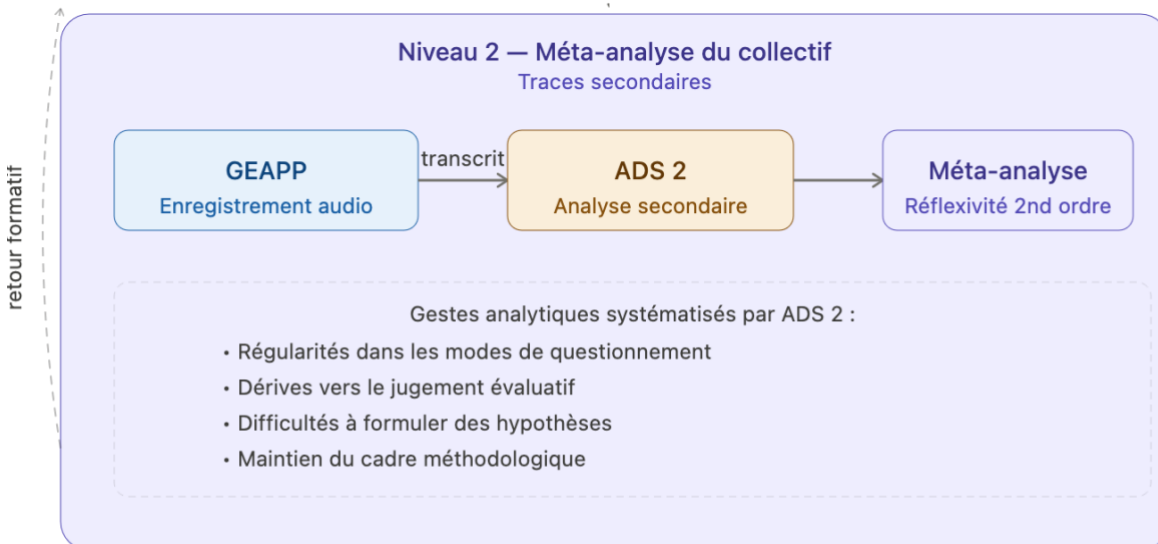 Niveau 2 — Méta-analyse du collectif
Traces secondaires
retour formatif
GEAPP
Enregistrement audio
transcrit
ADS 2
Analyse secondaire
Méta-analyse
Réflexivité 2nd ordre
Gestes analytiques systématisés par ADS 2 :
• Régularités dans les modes de questionnement
• Dérives vers le jugement évaluatif
• Difficultés à formuler des hypothèses
• Maintien du cadre méthodologique